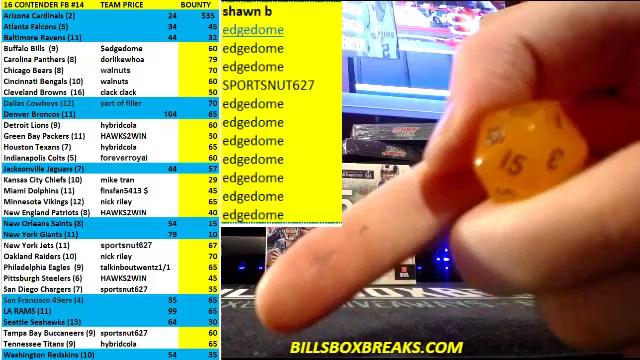 16 CONTENDER FB #14 TEAM PRICE BOUNTY
Arizona Cardinals (2) 24 $35
Atlanta Falcons (5) 34 45
Baltimore Ravens (11) 44 32
Buffalo Bills (9) $edgedome 60
Carolina Panthers (8) dorlikewhoa 79
Chicago Bears (8) walnuts 70
Cincinnati Bengals (10) walnuts 60
Cleveland Browns (16) clack clack 50
Dallas Cowboys (12) part of filler 70
Denver Broncos (11) 104 65
Detroit Lions (9) hybridcola 60
Green Bay Packers (11) HAWKS2WIN 30
Houston Texas (7) hybridcola 65
Indianapolis Colts (5) foreverroyal 60
Jacksonville Jaguars (7) 44 57
Kansas City Chiefs (10) mike tran 29
Miami Dolphins (11) finsfan5413 $ 45
Minnesota Vikings (12) nick riley 65
New England Patriots (8) HAWKS2WIN 40
New Orleans Saints (8) 54 15
New York Giants (11) 79 10
New York Jets (11) sportsnut627 67
Oakland Raiders (10) nick riley 70
Philadelphia Eagles (9) talkinboutwentz1/1 65
Pittsburgh Steelers (6) HAWKS2WIN 45
San Diego Chargers (7) sportsnut627 35
San Francisco 49ers (4) 35 65
LA RAMS (11) 99 65
Seattle Seahawks (13) 64 30
Tampa Bay Buccaneers (9) sportsnut627 60
Tennessee Titans (9) hybridcola 65
Washington Redskins (10) 54 35
shawn b
edgedome
edgedome
edgedome
SPORTSNUT627
edgedome
edgedome
edgedome
edgedome
edgedome
edgedome
edgedome
15
3
BILLSBOXBREAKS.COM